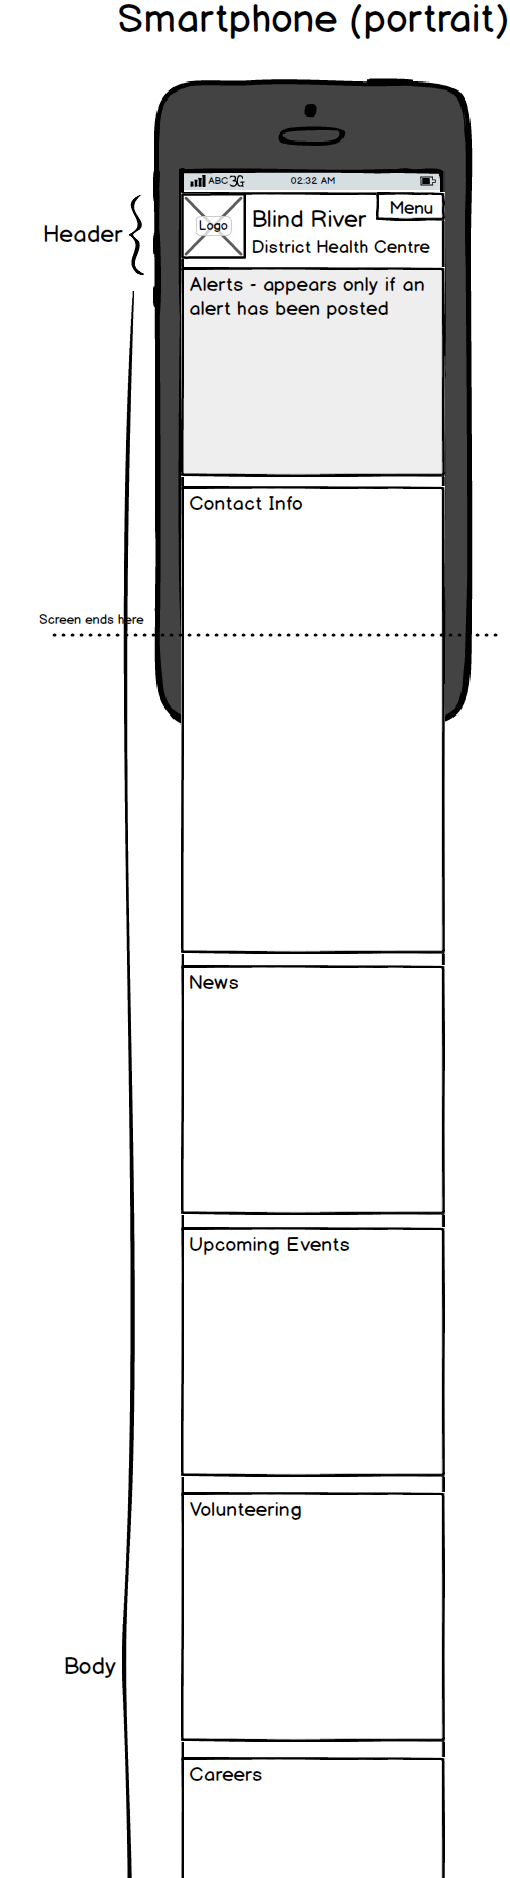 Smartphone (portrait)
ABC 3G 02:32 AM
Menu
Logo
Blind River
District Health Centre
Header
Alerts - appears only if an
alert has been posted
Contact Info
Screen ends here
News
Upcoming Events
Volunteering
Body
Careers